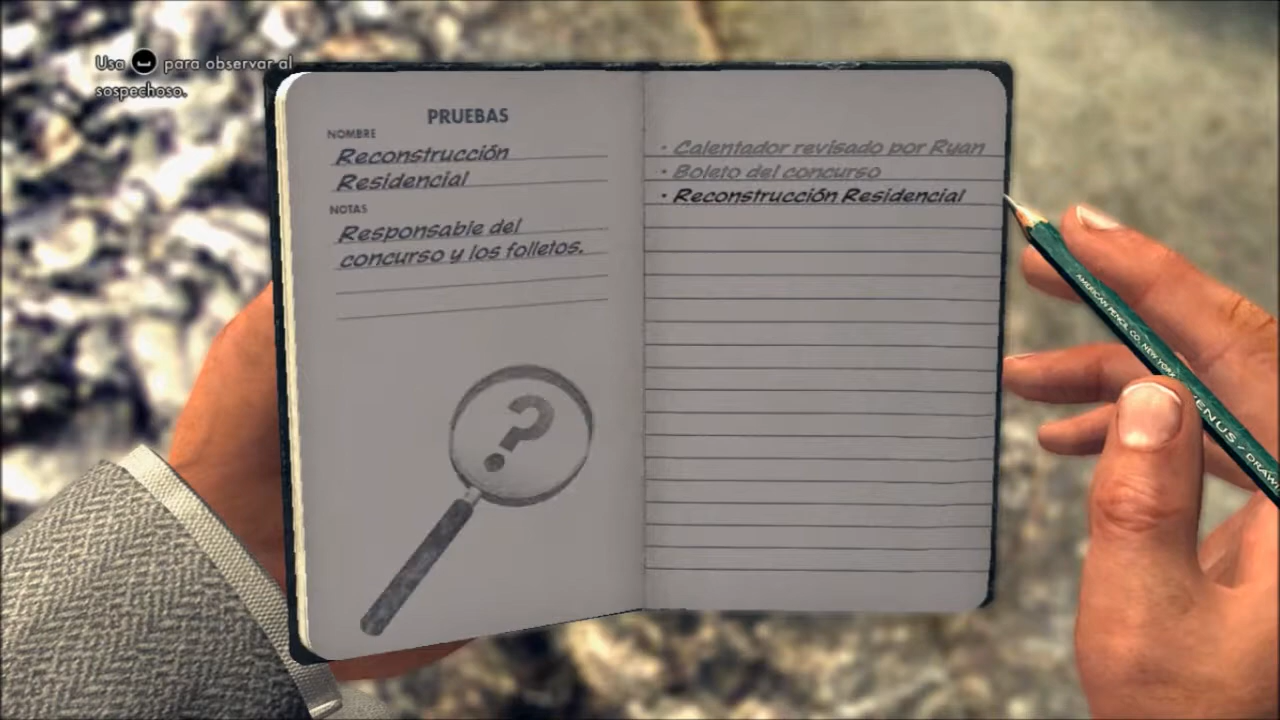 Usa para observar al
sospechoso.
PRUEBAS
NOMBRE
Reconstrucción
Residencial
NOTAS
Responsable del
concurso y los folletos.
• Calentador revisado por Ryan
• Boleto del concurso
• Reconstrucción Residencial
AMERICAN PENCIL CO. NEW YORK
VENUS / DRAWI